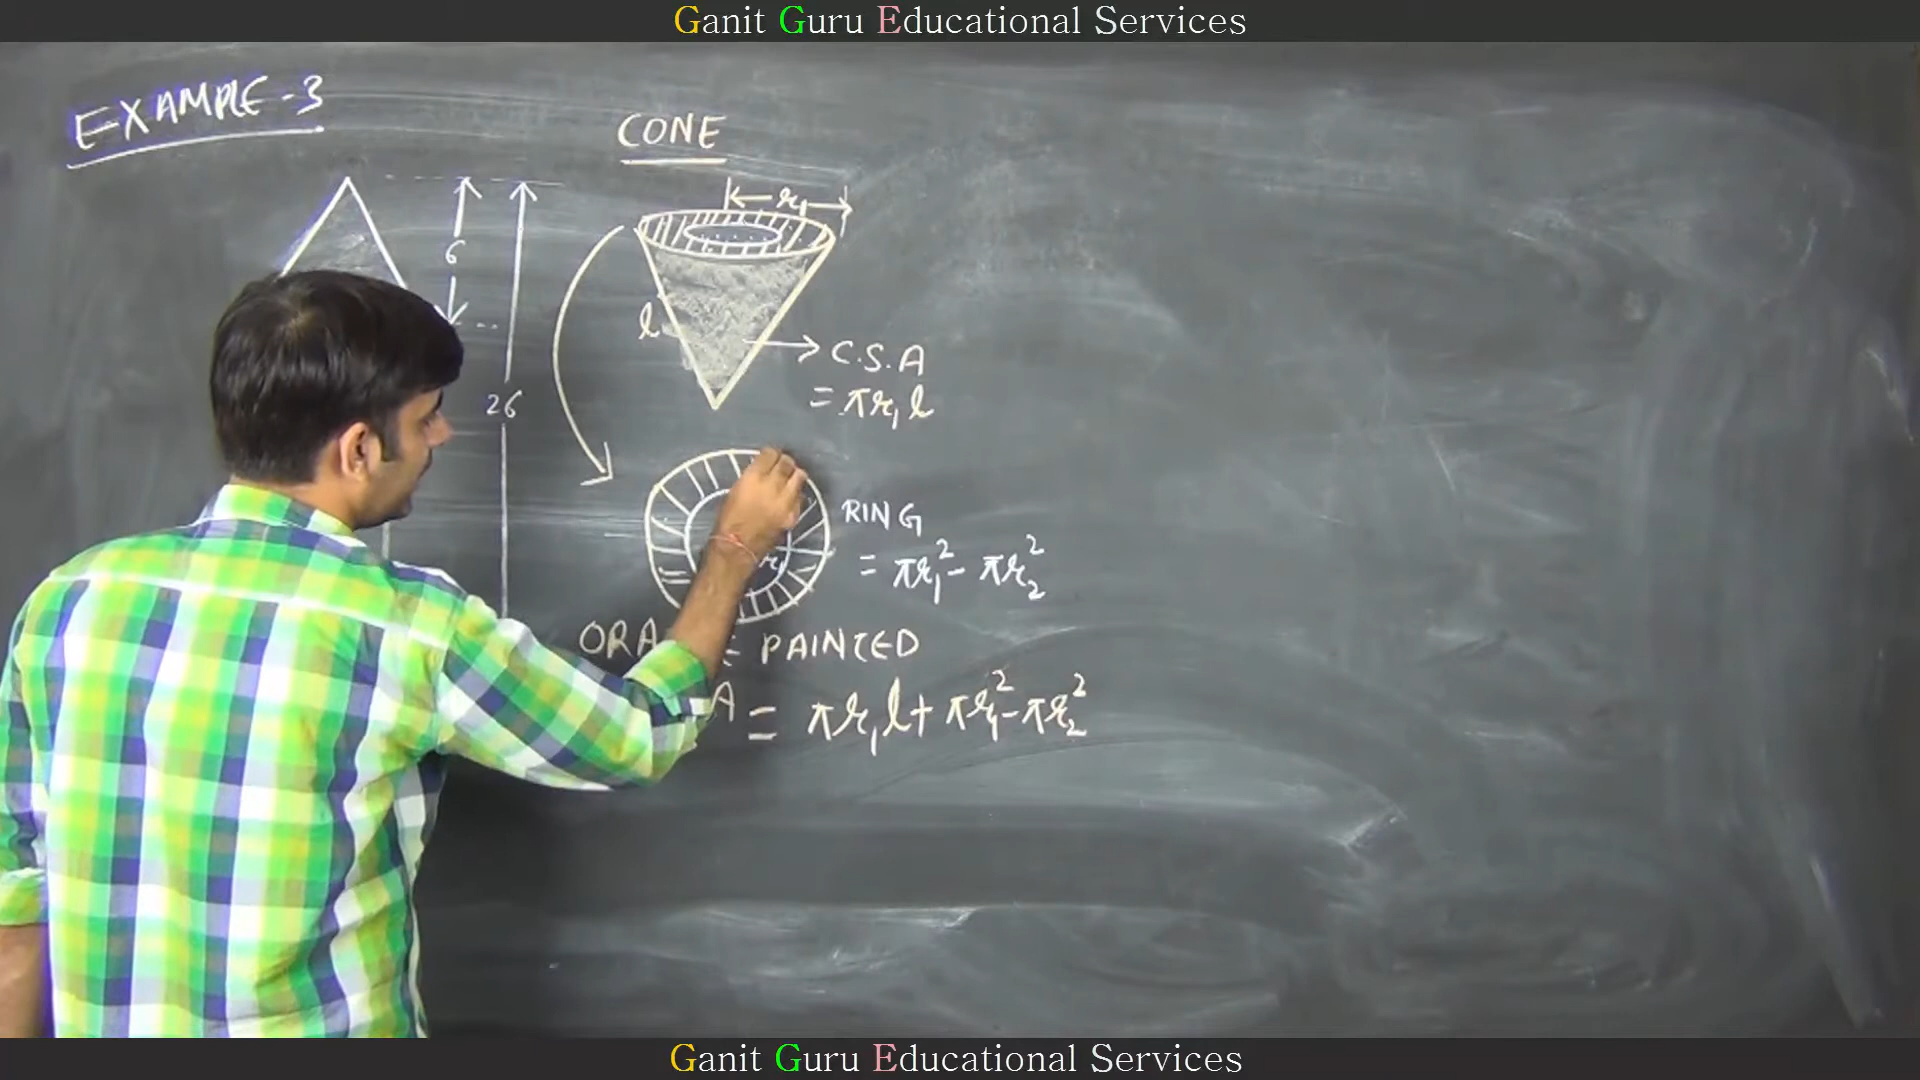 Ganit Guru Educational Services
EXAMPLE-3
CONE
r₁
6
l
C.S.A
= πr₁l
26
RING
= πr₁² - πr₂²
r₁
PAINTED
A = πr₁l + πr₁² - πr₂²
Ganit Guru Educational Services